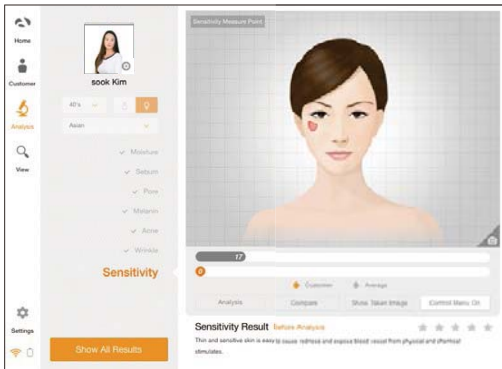 Home
Customer
Analysis
View
Settings
sook Kim
40's
Asian
Moisture
Sebum
Pore
Melanin
Acne
Wrinkle
Sensitivity
Show All Results
Sensitivity Measure Point
17
0
Customer
Average
Analysis
Compare
Show Taken Image
Control Menu On
Sensitivity Result Before Analysis
Thin and sensitive skin is easy to cause redness and expose blood vessel from physical and chemical
stimulates.